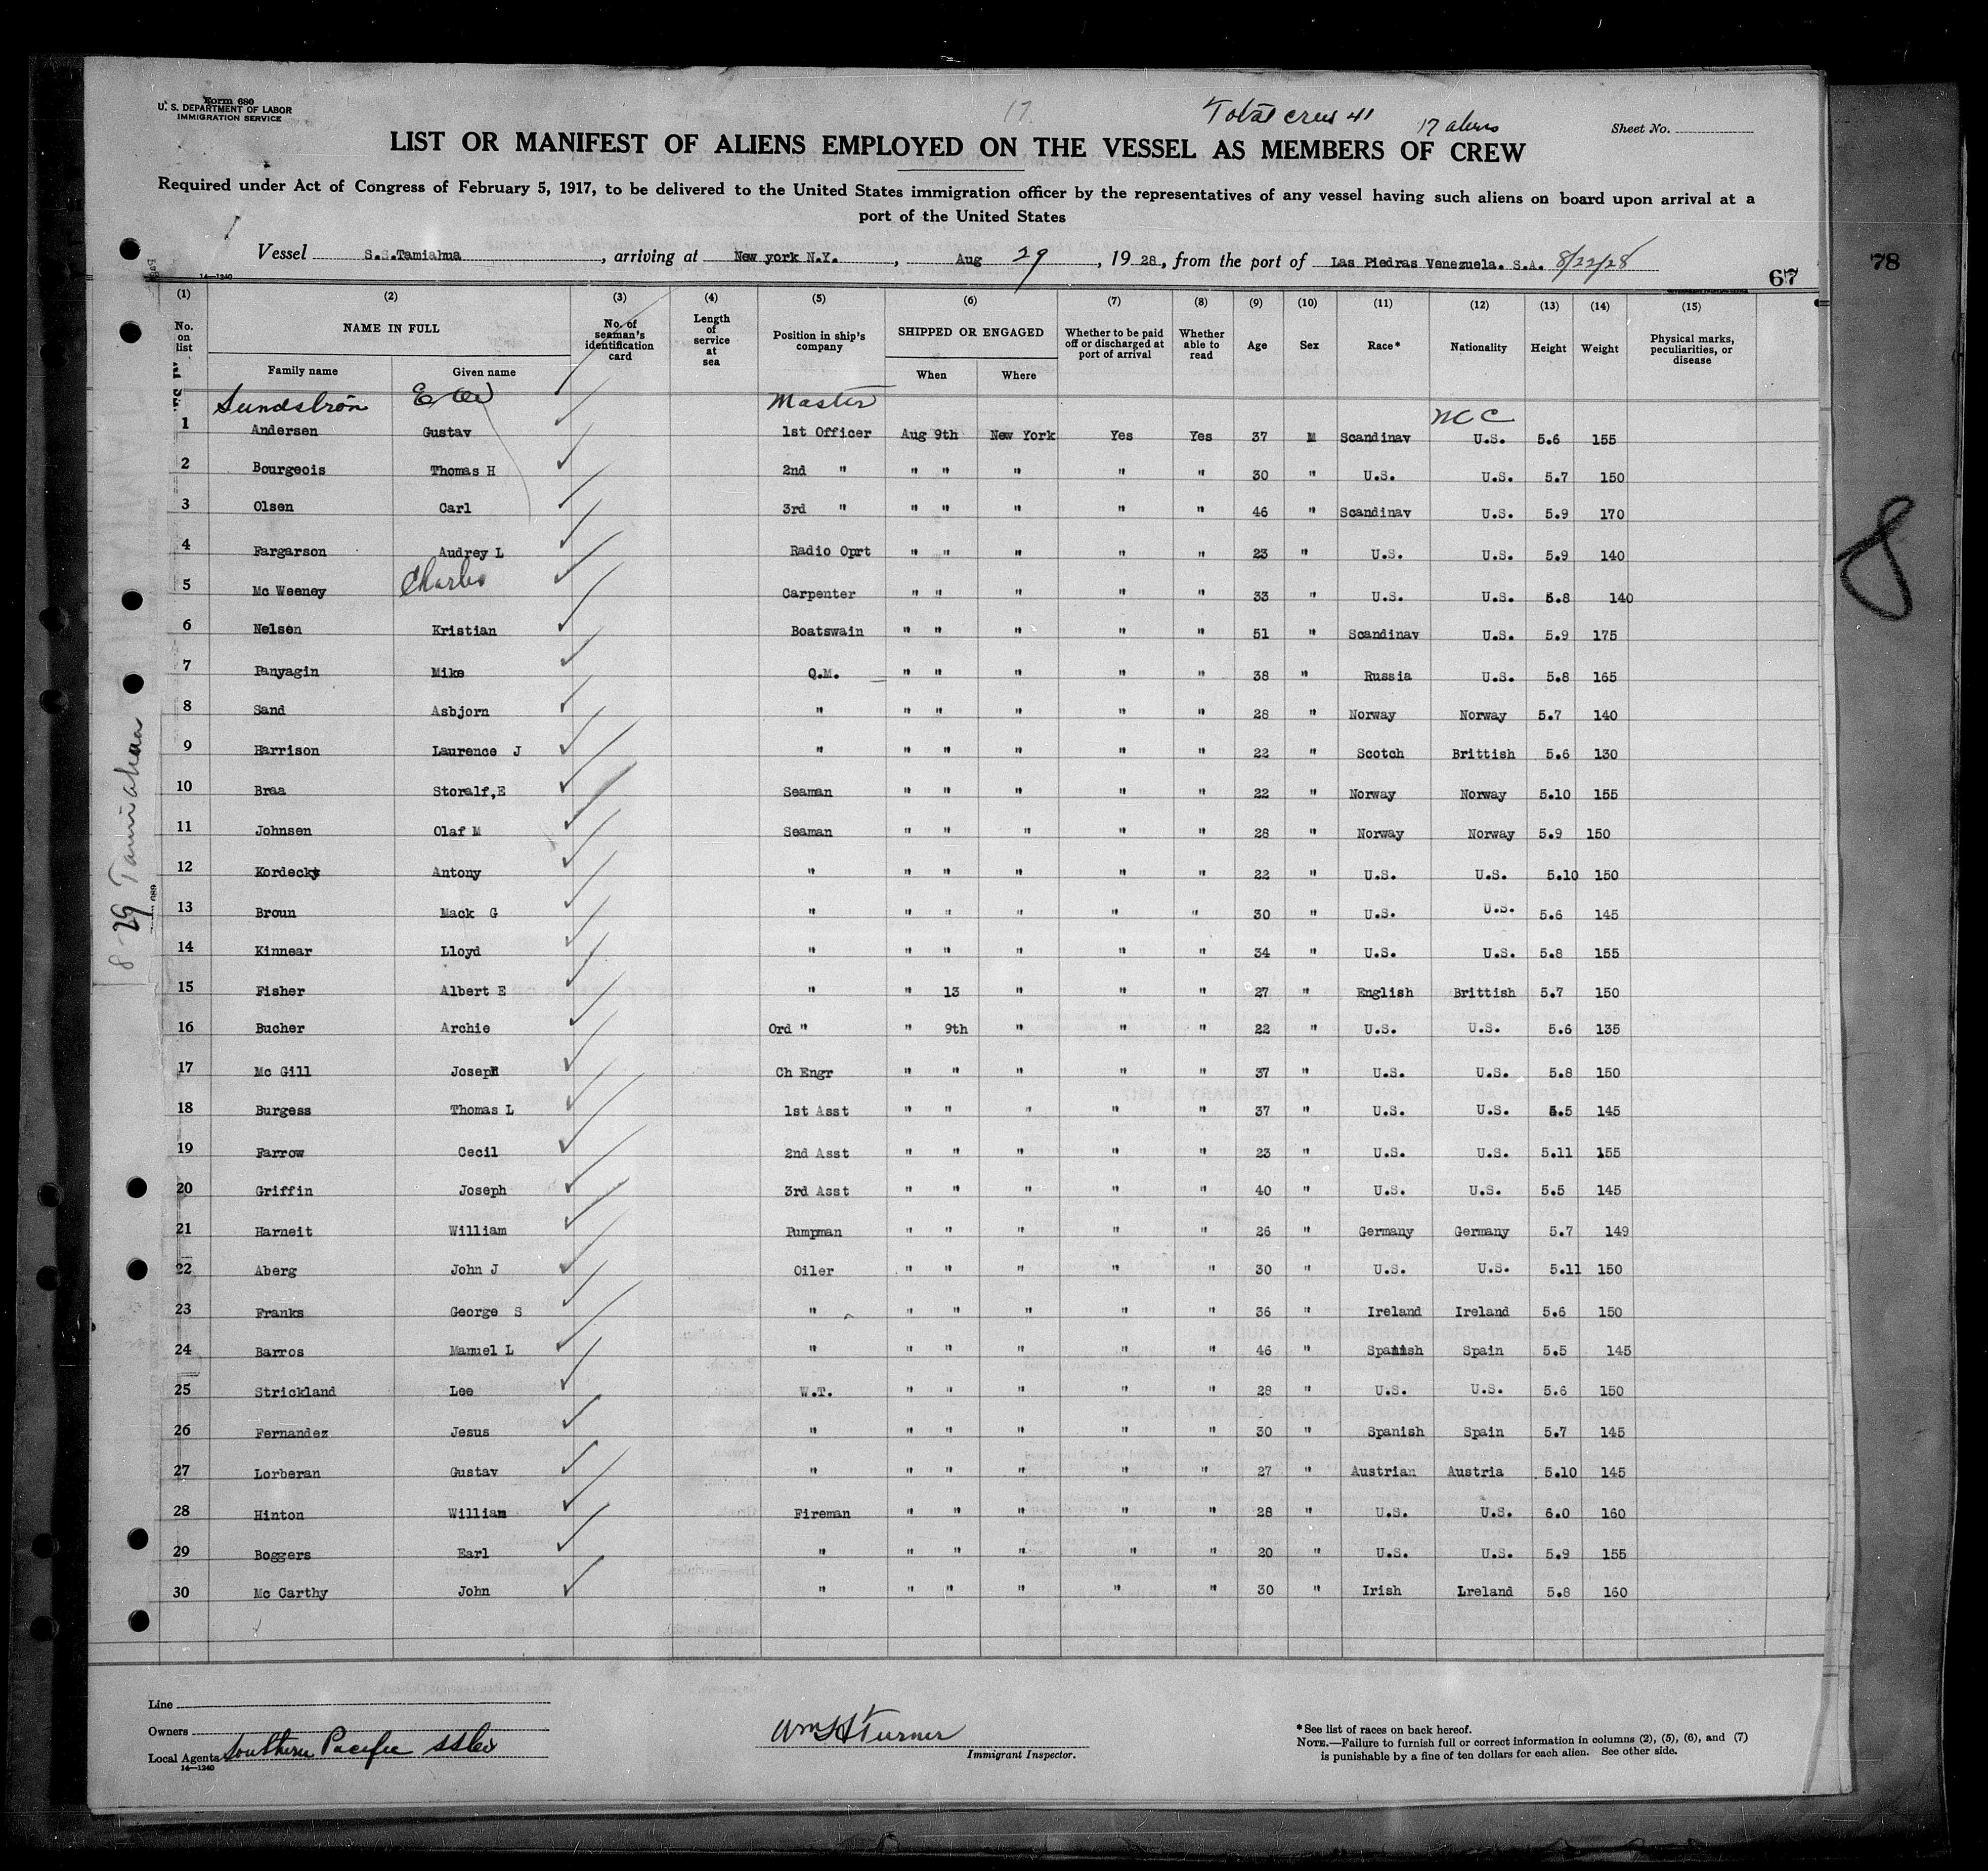 Form 680
U. S. DEPARTMENT OF LABOR
IMMIGRATION SERVICE
17
Total crew 41
17 aliens
Sheet No.
LIST OR MANIFEST OF ALIENS EMPLOYED ON THE VESSEL AS MEMBERS OF CREW
Required under Act of Congress of February 5, 1917, to be delivered to the United States immigration officer by the representatives of any vessel having such aliens on board upon arrival at a
port of the United States
Vessel S.S.Tamiahua, arriving at New york N.Y., Aug 29, 1928, from the port of Las Piedras Venezuela. S.A. 8/22/28
14—1240
67
78
8
(1) (2) (3) (4) (5) (6) (7) (8) (9) (10) (11) (12) (13) (14) (15)
No. on list NAME IN FULL Family name Given name No. of seaman's identification card Length of service at sea Position in ship's company SHIPPED OR ENGAGED When Where Whether to be paid off or discharged at port of arrival Whether able to read Age Sex Race* Nationality Height Weight Physical marks, peculiarities, or disease
Sundström Master NCC
1 Andersen Gustav 1st Officer Aug 9th New York Yes Yes 37 M Scandinav U.S. 5.6 155
2 Bourgeois Thomas H 2nd " " " " " " 30 " U.S. U.S. 5.7 150
3 Olsen Carl 3rd " " " " " " 46 " Scandinav U.S. 5.9 170
4 Fargarson Audrey L Radio Oprt " " " " " 23 " U.S. U.S. 5.9 140
5 Mc Weeney Charles Carpenter " " " " " 33 " U.S. U.S. 5.8 140
6 Nelsen Kristian Boatswain " " " " " 51 " Scandinav U.S. 5.9 175
7 Panyagin Mike Q.M. " " " " " 38 " Russia U.S. 5.8 165
8 Sand Asbjorn " " " " " " 28 " Norway Norway 5.7 140
9 Harrison Laurence J " " " " " " 22 " Scotch Brittish 5.6 130
10 Braa Storalf,E Seaman " " " " " 22 " Norway Norway 5.10 155
11 Johnsen Olaf M Seaman " " " " " 28 " Norway Norway 5.9 150
12 Kordecky Antony " " " " " " 22 " U.S. U.S. 5.10 150
13 Broun Mack G " " " " " " 30 " U.S. U.S. 5.6 145
14 Kinnear Lloyd " " " " " " 34 " U.S. U.S. 5.8 155
15 Fisher Albert E " " 13 " " " 27 " English Brittish 5.7 150
16 Bucher Archie Ord " " 9th " " " 22 " U.S. U.S. 5.6 135
17 Mc Gill Joseph Ch Engr " " " " " 37 " U.S. U.S. 5.8 150
18 Burgess Thomas L 1st Asst " " " " " 37 " U.S. U.S. 5.5 145
19 Farrow Cecil 2nd Asst " " " " " 23 " U.S. U.S. 5.11 155
20 Griffin Joseph 3rd Asst " " " " " 40 " U.S. U.S. 5.5 145
21 Harneit William Pumpman " " " " " 26 " Germany Germany 5.7 149
22 Aberg John J Oiler " " " " " 30 " U.S. U.S. 5.11 150
23 Franks George S " " " " " " 36 " Ireland Ireland 5.6 150
24 Barros Manuel L " " " " " " 46 " Spanish Spain 5.5 145
25 Strickland Lee W.T. " " " " " 28 " U.S. U.S. 5.6 150
26 Fernandez Jesus " " " " " " 30 " Spanish Spain 5.7 145
27 Lorberan Gustav " " " " " " 27 " Austrian Austria 5.10 145
28 Hinton William Fireman " " " " " 28 " U.S. U.S. 6.0 160
29 Boggers Earl " " " " " " 20 " U.S. U.S. 5.9 155
30 Mc Carthy John " " " " " " 30 " Irish Lreland 5.8 160
8-29 Tamiahua
689
Line
Owners
Local Agents Southern Pacific SS Co
14—1240
Wm H Turner
Immigrant Inspector.
* See list of races on back hereof.
NOTE.—Failure to furnish full or correct information in columns (2), (5), (6), and (7)
is punishable by a fine of ten dollars for each alien. See other side.